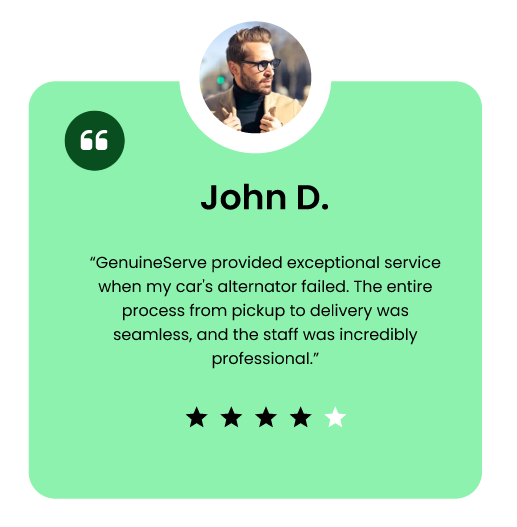 John D.
“GenuineServe provided exceptional service
when my car's alternator failed. The entire
process from pickup to delivery was
seamless, and the staff was incredibly
professional.”